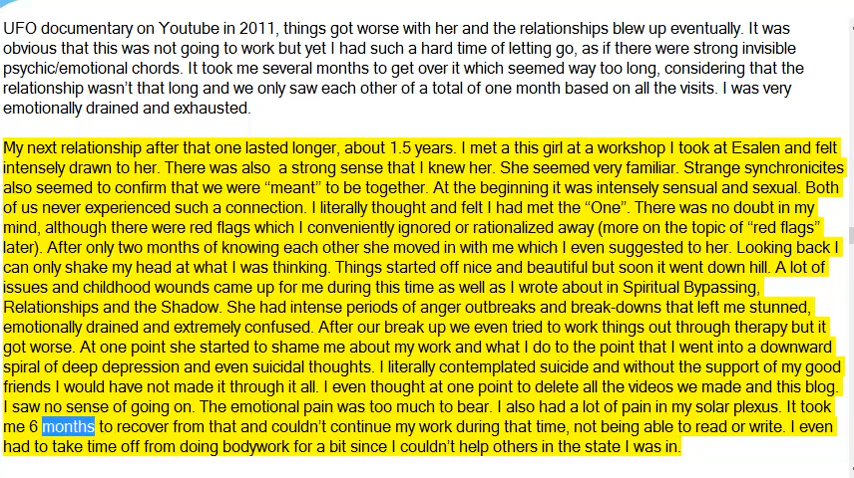 UFO documentary on Youtube in 2011, things got worse with her and the relationships blew up eventually. It was
obvious that this was not going to work but yet I had such a hard time of letting go, as if there were strong invisible
psychic/emotional chords. It took me several months to get over it which seemed way too long, considering that the
relationship wasn’t that long and we only saw each other of a total of one month based on all the visits. I was very
emotionally drained and exhausted.
My next relationship after that one lasted longer, about 1.5 years. I met a this girl at a workshop I took at Esalen and felt
intensely drawn to her. There was also  a strong sense that I knew her. She seemed very familiar. Strange synchronicites
also seemed to confirm that we were “meant” to be together. At the beginning it was intensely sensual and sexual. Both
of us never experienced such a connection. I literally thought and felt I had met the “One”. There was no doubt in my
mind, although there were red flags which I conveniently ignored or rationalized away (more on the topic of “red flags”
later). After only two months of knowing each other she moved in with me which I even suggested to her. Looking back I
can only shake my head at what I was thinking. Things started off nice and beautiful but soon it went down hill. A lot of
issues and childhood wounds came up for me during this time as well as I wrote about in Spiritual Bypassing,
Relationships and the Shadow. She had intense periods of anger outbreaks and break-downs that left me stunned,
emotionally drained and extremely confused. After our break up we even tried to work things out through therapy but it
got worse. At one point she started to shame me about my work and what I do to the point that I went into a downward
spiral of deep depression and even suicidal thoughts. I literally contemplated suicide and without the support of my good
friends I would have not made it through it all. I even thought at one point to delete all the videos we made and this blog.
I saw no sense of going on. The emotional pain was too much to bear. I also had a lot of pain in my solar plexus. It took
me 6 months to recover from that and couldn’t continue my work during that time, not being able to read or write. I even
had to take time off from doing bodywork for a bit since I couldn’t help others in the state I was in.